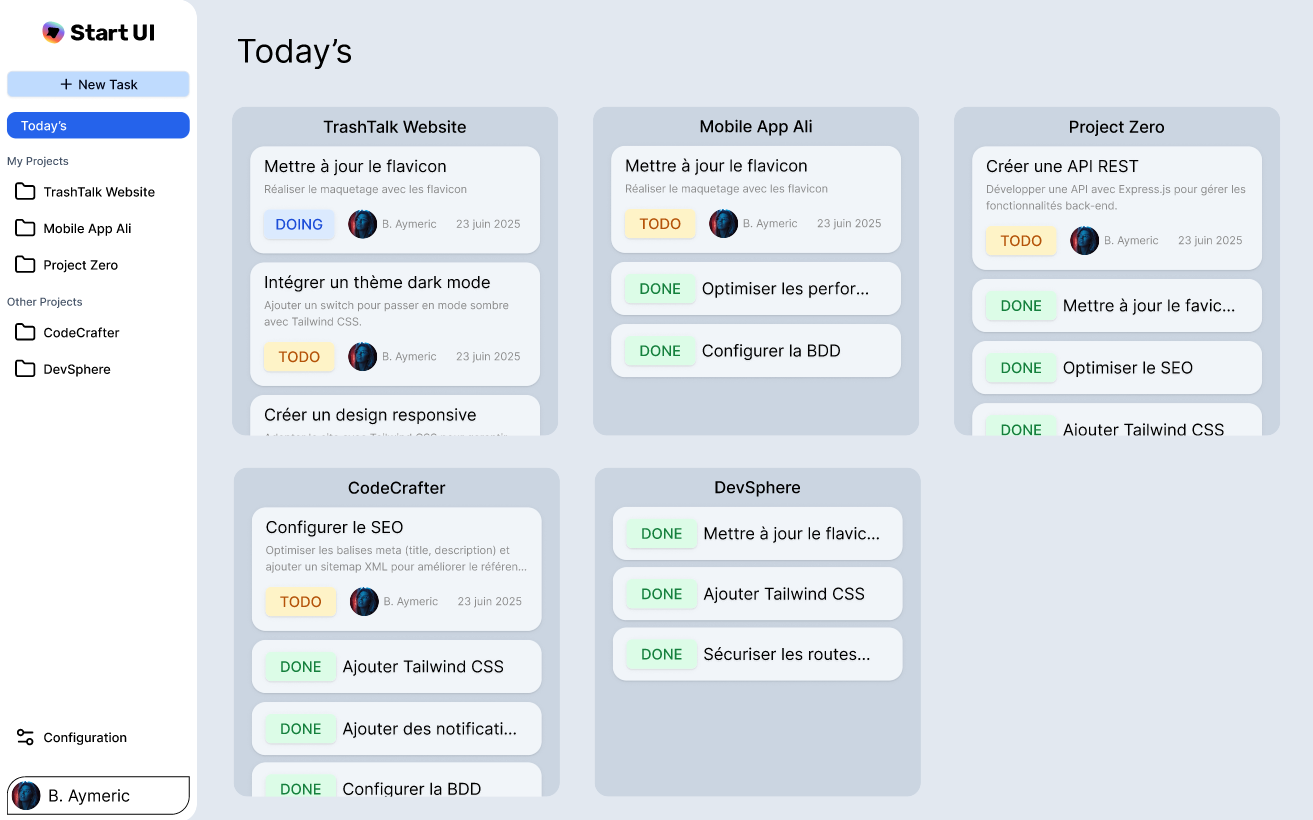 Start UI
New Task
Today’s
My Projects
TrashTalk Website
Mobile App Ali
Project Zero
Other Projects
CodeCrafter
DevSphere
Configuration
B. Aymeric
Today’s
TrashTalk Website
Mettre à jour le flavicon
Réaliser le maquetage avec les flavicon
DOING B. Aymeric 23 juin 2025
Intégrer un thème dark mode
Ajouter un switch pour passer en mode sombre
avec Tailwind CSS.
TODO B. Aymeric 23 juin 2025
Créer un design responsive
Mobile App Ali
Mettre à jour le flavicon
Réaliser le maquetage avec les flavicon
TODO B. Aymeric 23 juin 2025
DONE Optimiser les perfor...
DONE Configurer la BDD
Project Zero
Créer une API REST
Développer une API avec Express.js pour gérer les
fonctionnalités back-end.
TODO B. Aymeric 23 juin 2025
DONE Mettre à jour le favic...
DONE Optimiser le SEO
DONE Ajouter Tailwind CSS
CodeCrafter
Configurer le SEO
Optimiser les balises meta (title, description) et
ajouter un sitemap XML pour améliorer le référen...
TODO B. Aymeric 23 juin 2025
DONE Ajouter Tailwind CSS
DONE Ajouter des notificati...
DONE Configurer la BDD
DevSphere
DONE Mettre à jour le flavic...
DONE Ajouter Tailwind CSS
DONE Sécuriser les routes...